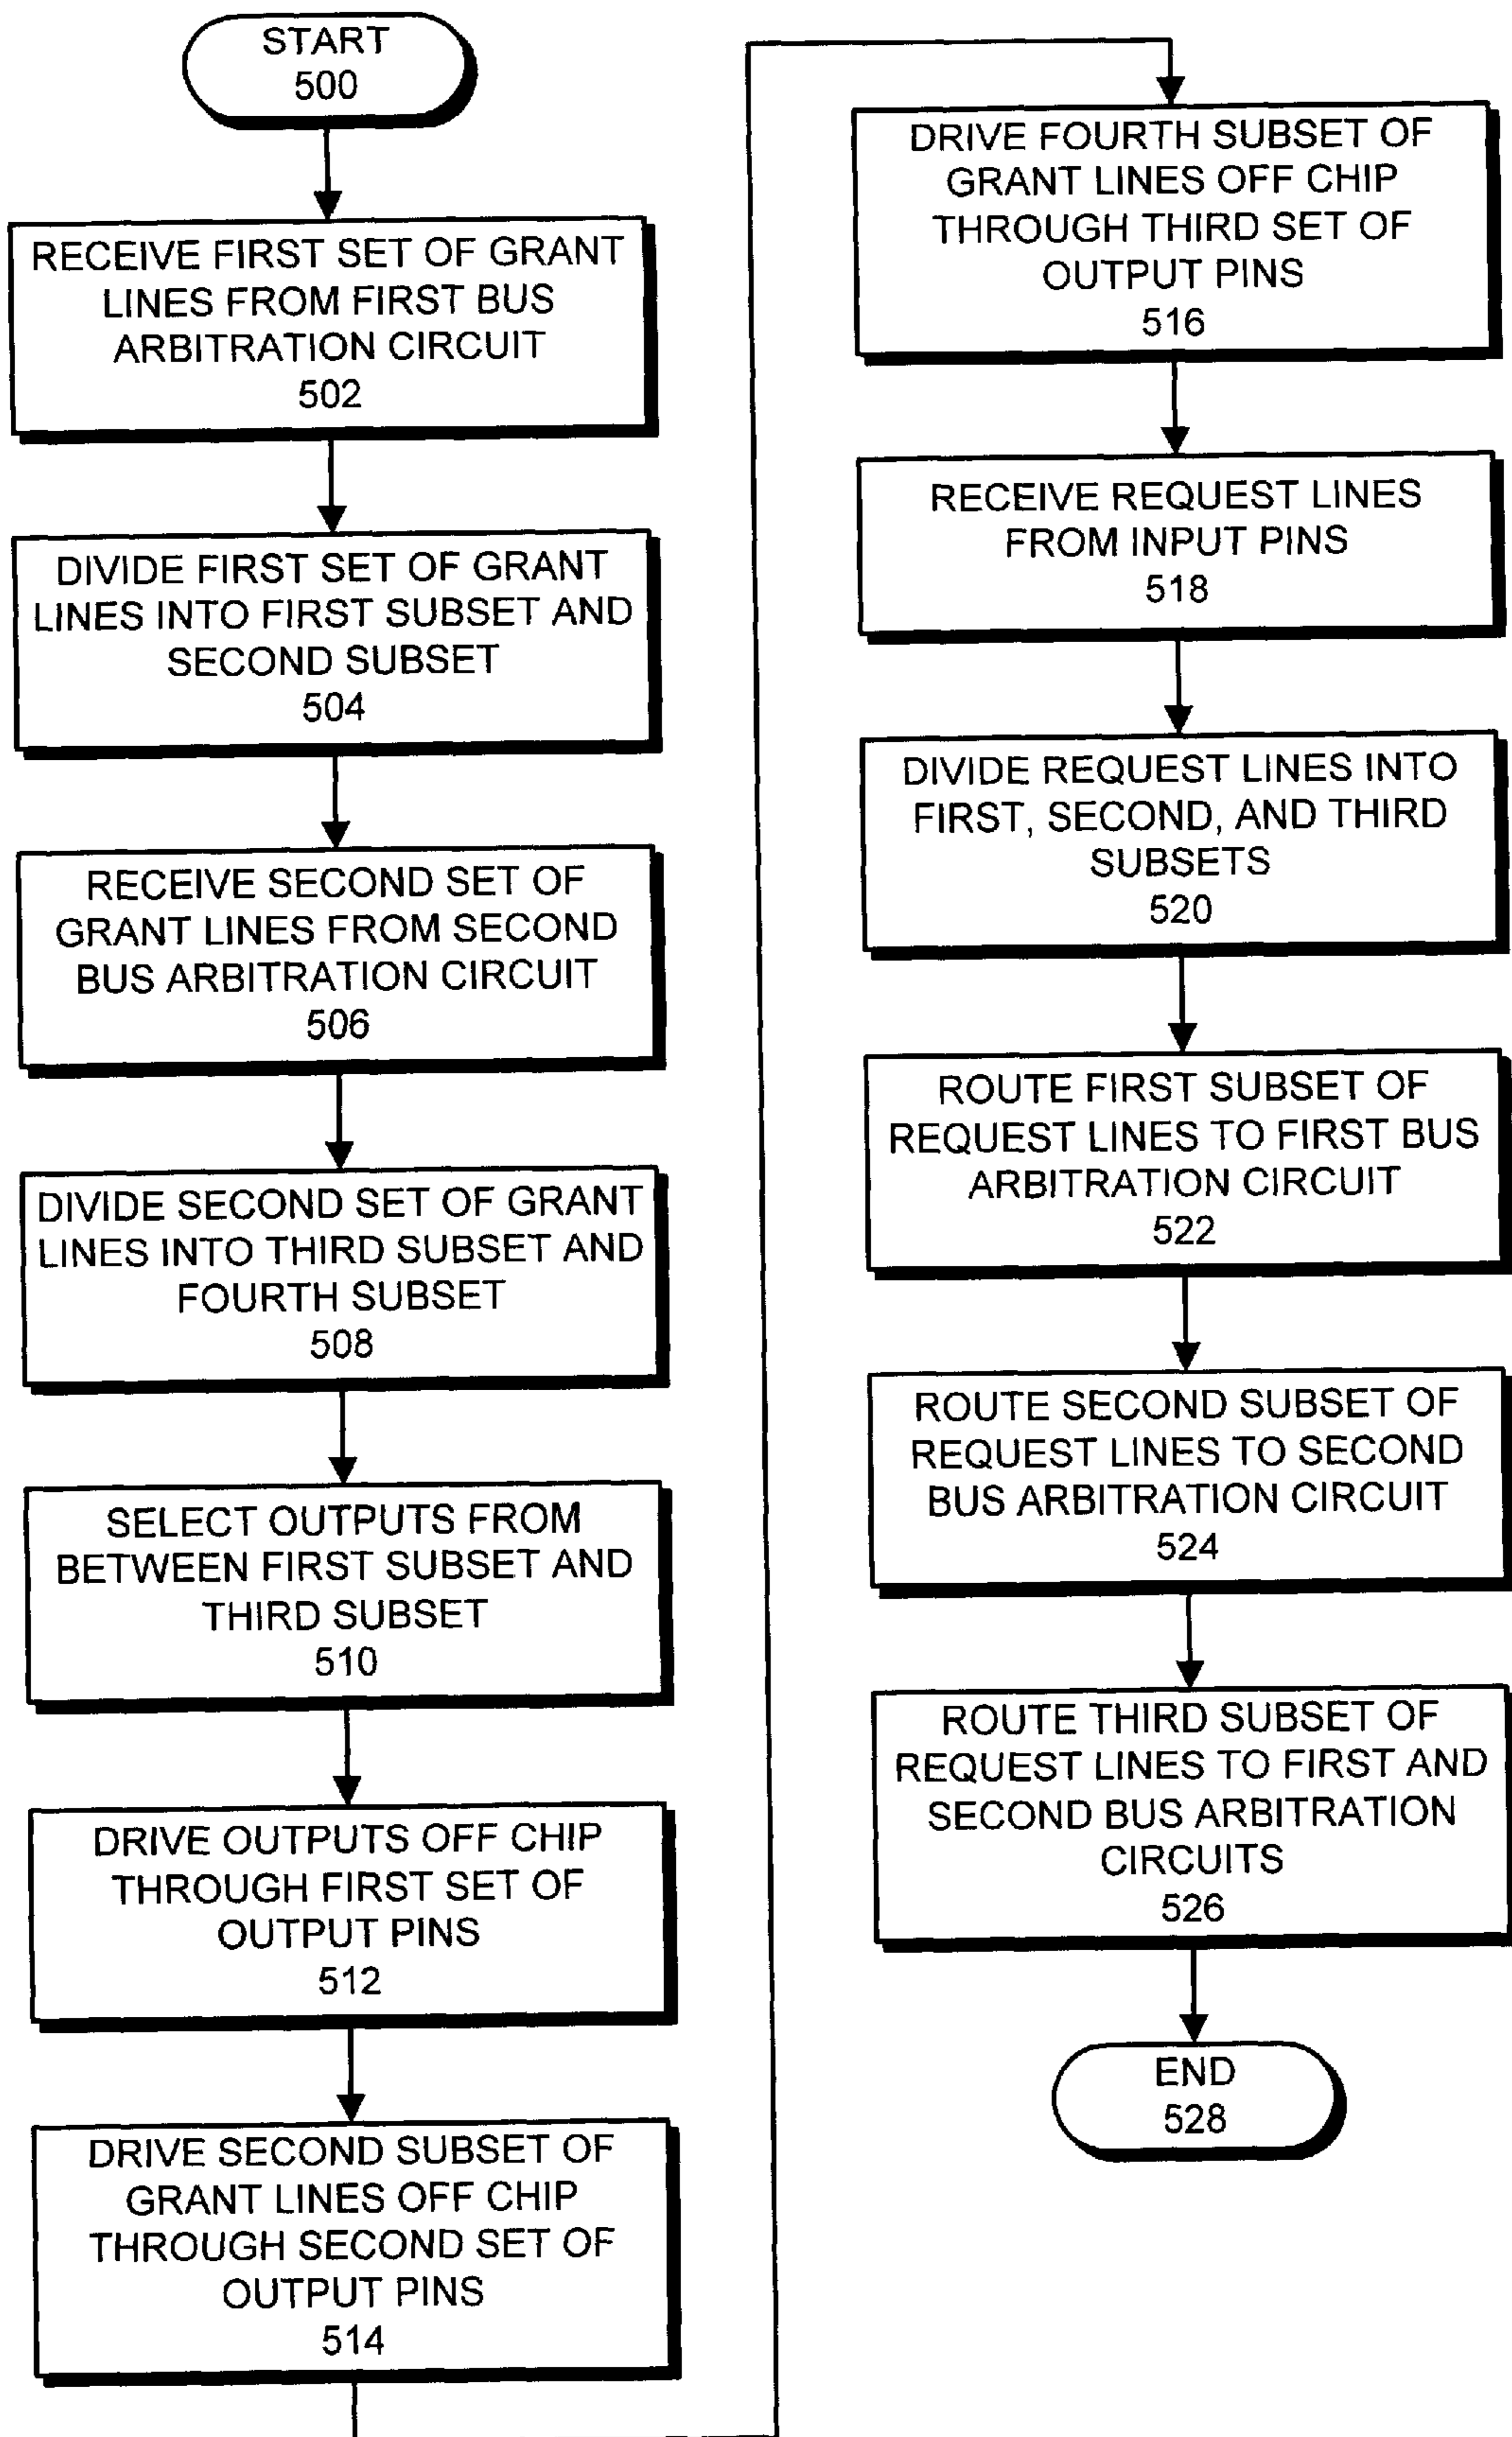 START
500
RECEIVE FIRST SET OF GRANT
LINES FROM FIRST BUS
ARBITRATION CIRCUIT
502
DIVIDE FIRST SET OF GRANT
LINES INTO FIRST SUBSET AND
SECOND SUBSET
504
RECEIVE SECOND SET OF
GRANT LINES FROM SECOND
BUS ARBITRATION CIRCUIT
506
DIVIDE SECOND SET OF GRANT
LINES INTO THIRD SUBSET AND
FOURTH SUBSET
508
SELECT OUTPUTS FROM
BETWEEN FIRST SUBSET AND
THIRD SUBSET
510
DRIVE OUTPUTS OFF CHIP
THROUGH FIRST SET OF
OUTPUT PINS
512
DRIVE SECOND SUBSET OF
GRANT LINES OFF CHIP
THROUGH SECOND SET OF
OUTPUT PINS
514
DRIVE FOURTH SUBSET OF
GRANT LINES OFF CHIP
THROUGH THIRD SET OF
OUTPUT PINS
516
RECEIVE REQUEST LINES
FROM INPUT PINS
518
DIVIDE REQUEST LINES INTO
FIRST, SECOND, AND THIRD
SUBSETS
520
ROUTE FIRST SUBSET OF
REQUEST LINES TO FIRST BUS
ARBITRATION CIRCUIT
522
ROUTE SECOND SUBSET OF
REQUEST LINES TO SECOND
BUS ARBITRATION CIRCUIT
524
ROUTE THIRD SUBSET OF
REQUEST LINES TO FIRST AND
SECOND BUS ARBITRATION
CIRCUITS
526
END
528